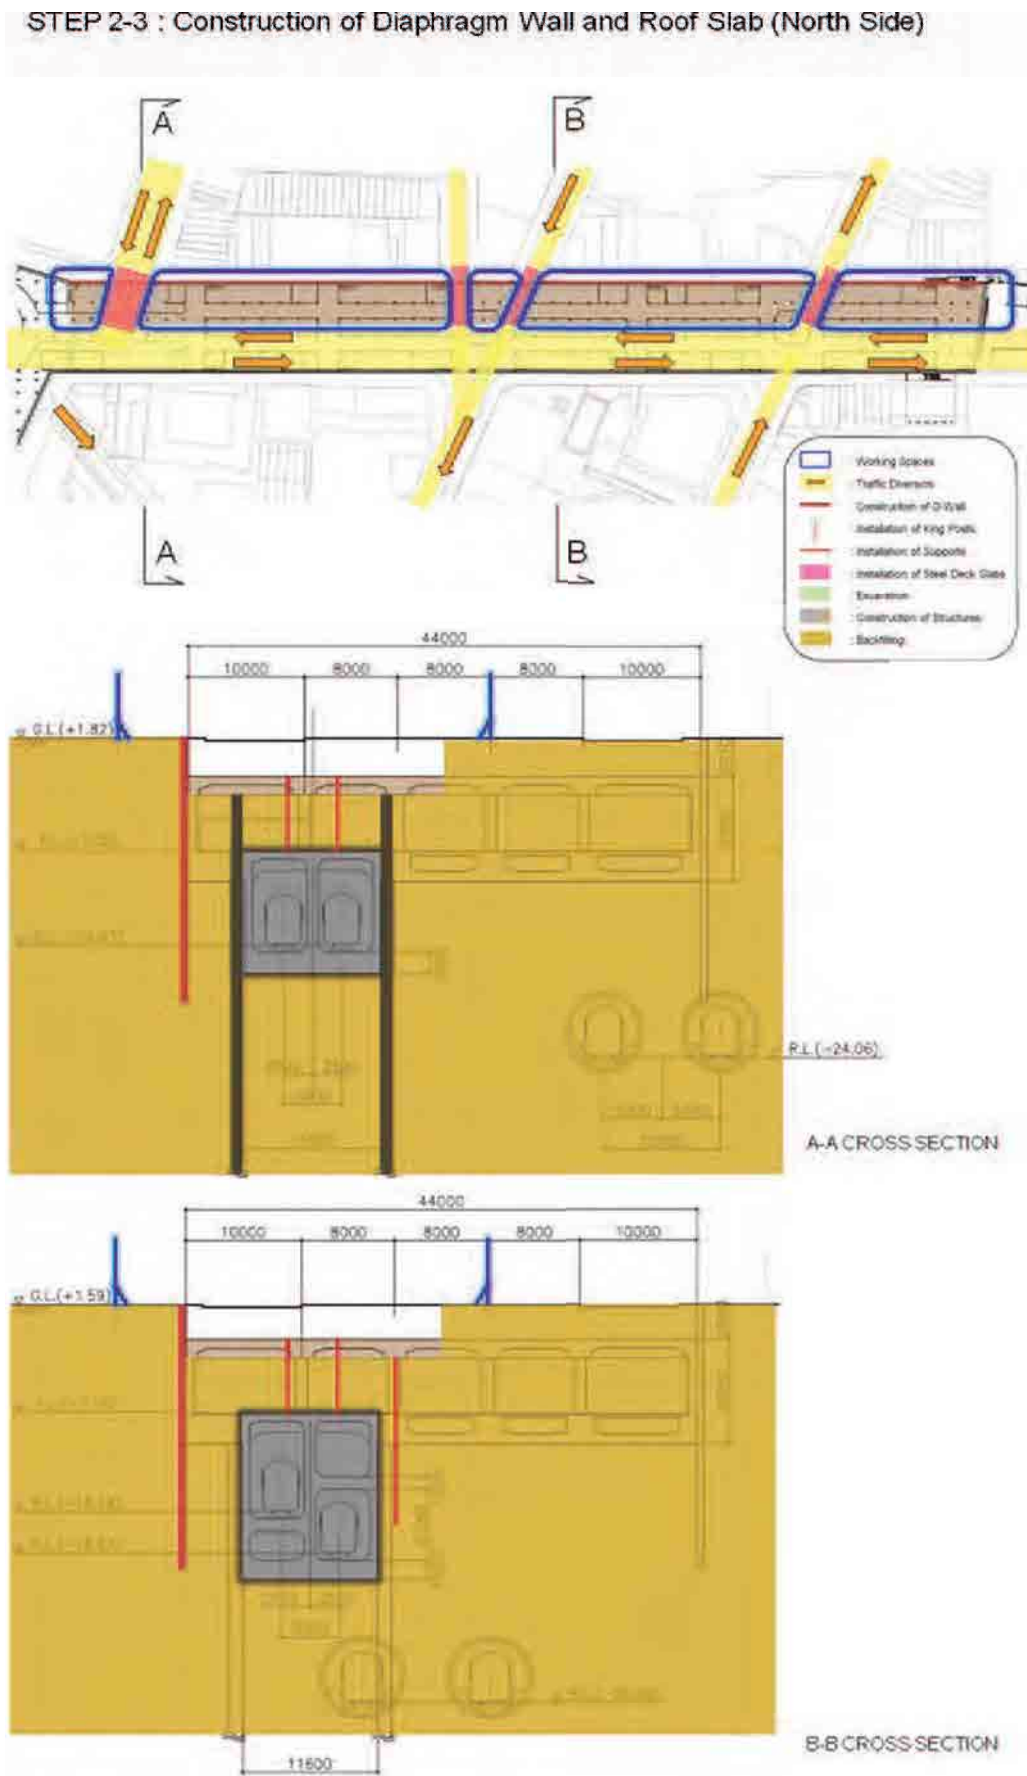 STEP 2-3 : Construction of Diaphragm Wall and Roof Slab (North Side)
A
B
A
B
: Working Spaces
: Traffic Diversion
: Construction of D-Wall
: Installation of King Posts
: Installation of Supports
: Installation of Steel Deck Slabs
: Excavation
: Construction of Structures
: Backfilling
44000
10000 8000 8000 8000 10000
G.L.(+1.82)
R.L.(-24.06)
A-A CROSS SECTION
44000
10000 8000 8000 8000 10000
G.L.(+1.59)
11600
B-B CROSS SECTION